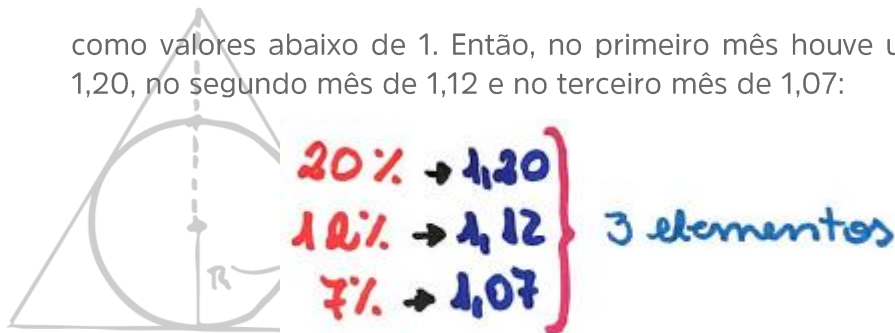 como valores abaixo de 1. Então, no primeiro mês houve
1,20, no segundo mês de 1,12 e no terceiro mês de 1,07:
20% → 1,20
12% → 1,12
7% → 1,07
3 elementos
R